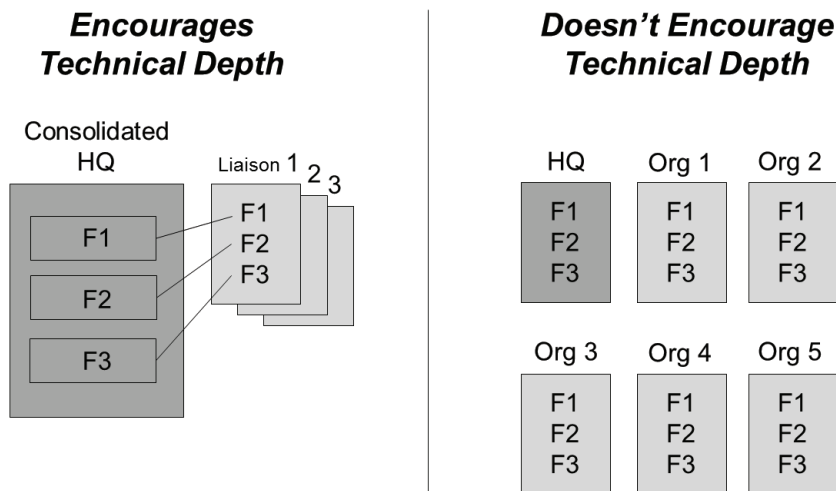 Encourages
Technical Depth
Consolidated
HQ
Liaison 1
2
3
F1
F2
F3
F1
F2
F3
Doesn't Encourage
Technical Depth
HQ
Org 1
Org 2
F1
F2
F3
F1
F2
F3
F1
F2
F3
Org 3
Org 4
Org 5
F1
F2
F3
F1
F2
F3
F1
F2
F3